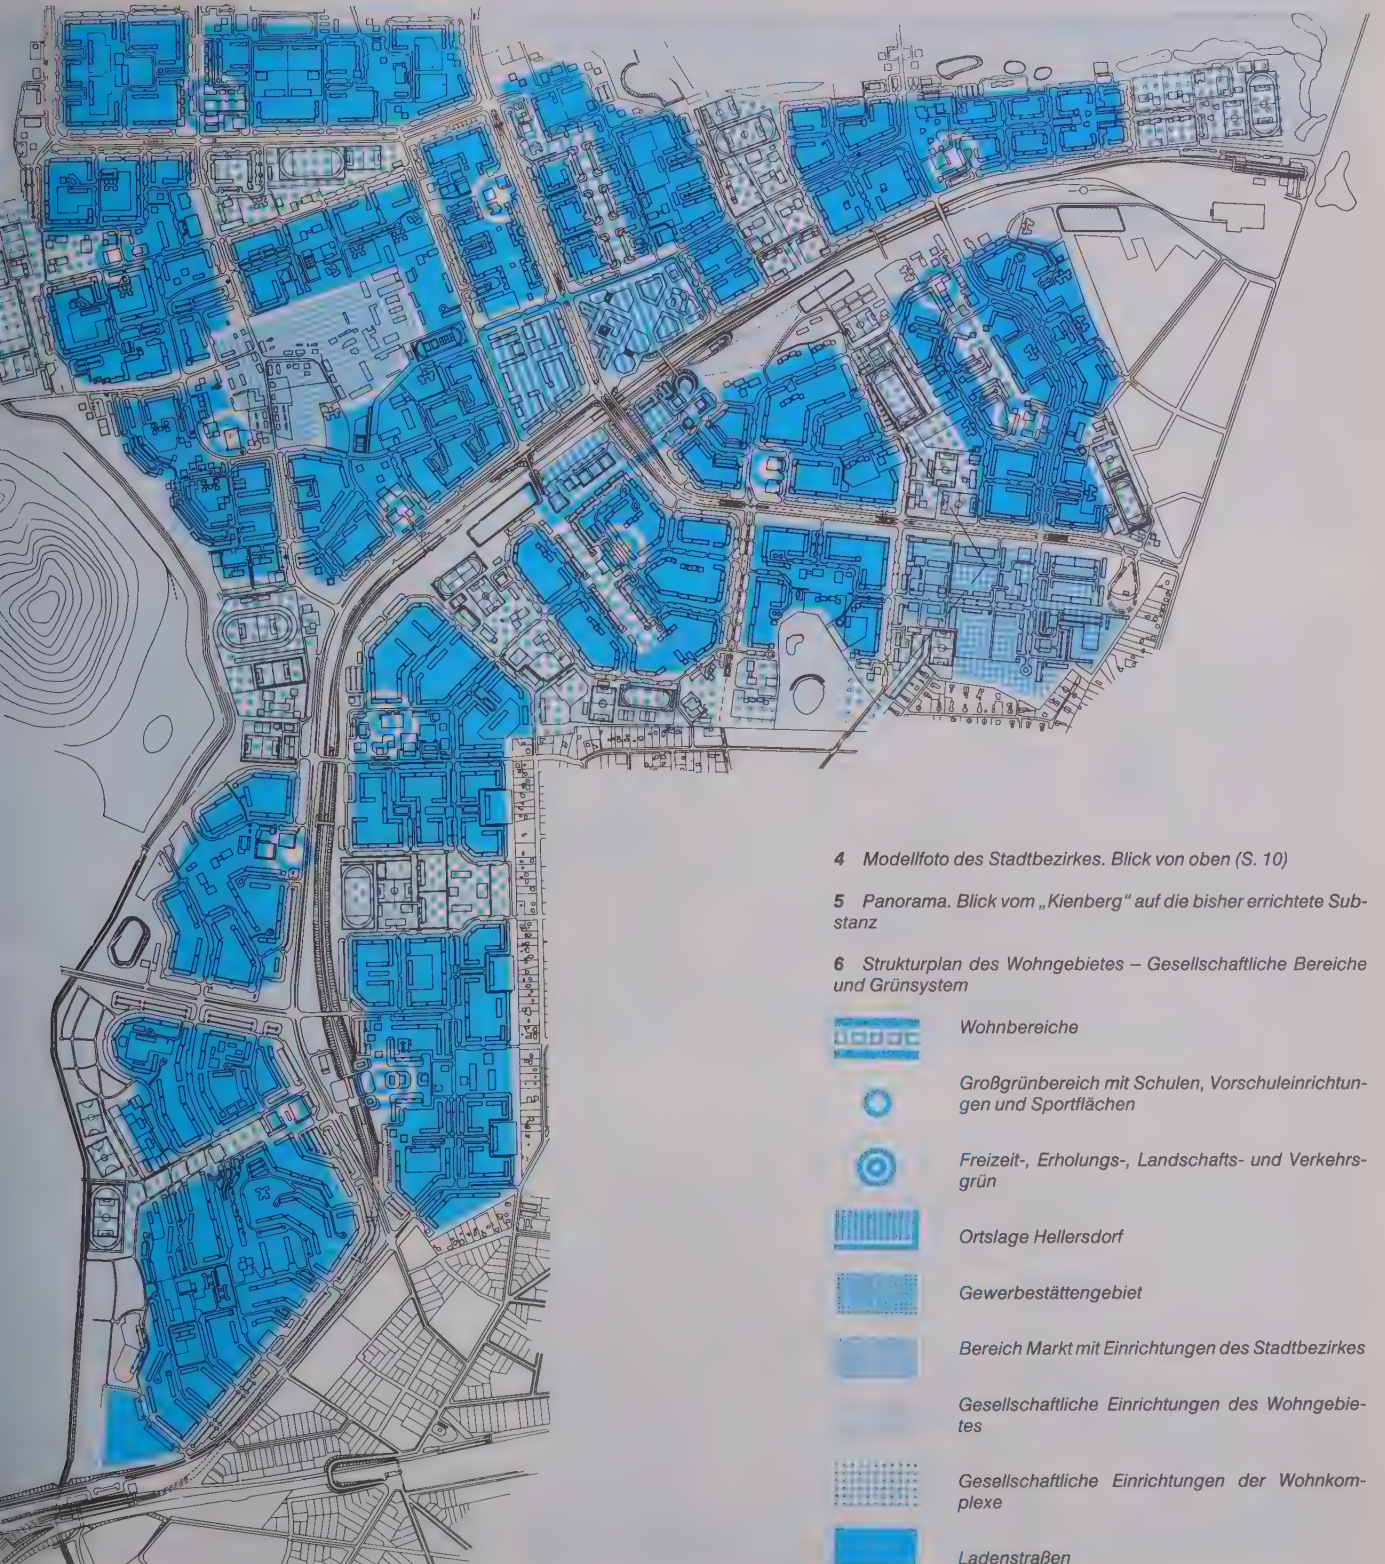 4 Modellfoto des Stadtbezirkes. Blick von oben (S. 10)
5 Panorama. Blick vom „Kienberg“ auf die bisher errichtete Sub-
stanz
6 Strukturplan des Wohngebietes – Gesellschaftliche Bereiche
und Grünsystem
Wohnbereiche
Großgrünbereich mit Schulen, Vorschuleinrichtun-
gen und Sportflächen
Freizeit-, Erholungs-, Landschafts- und Verkehrs-
grün
Ortslage Hellersdorf
Gewerbestättengebiet
Bereich Markt mit Einrichtungen des Stadtbezirkes
Gesellschaftliche Einrichtungen des Wohngebie-
tes
Gesellschaftliche Einrichtungen der Wohnkom-
plexe
Ladenstraßen